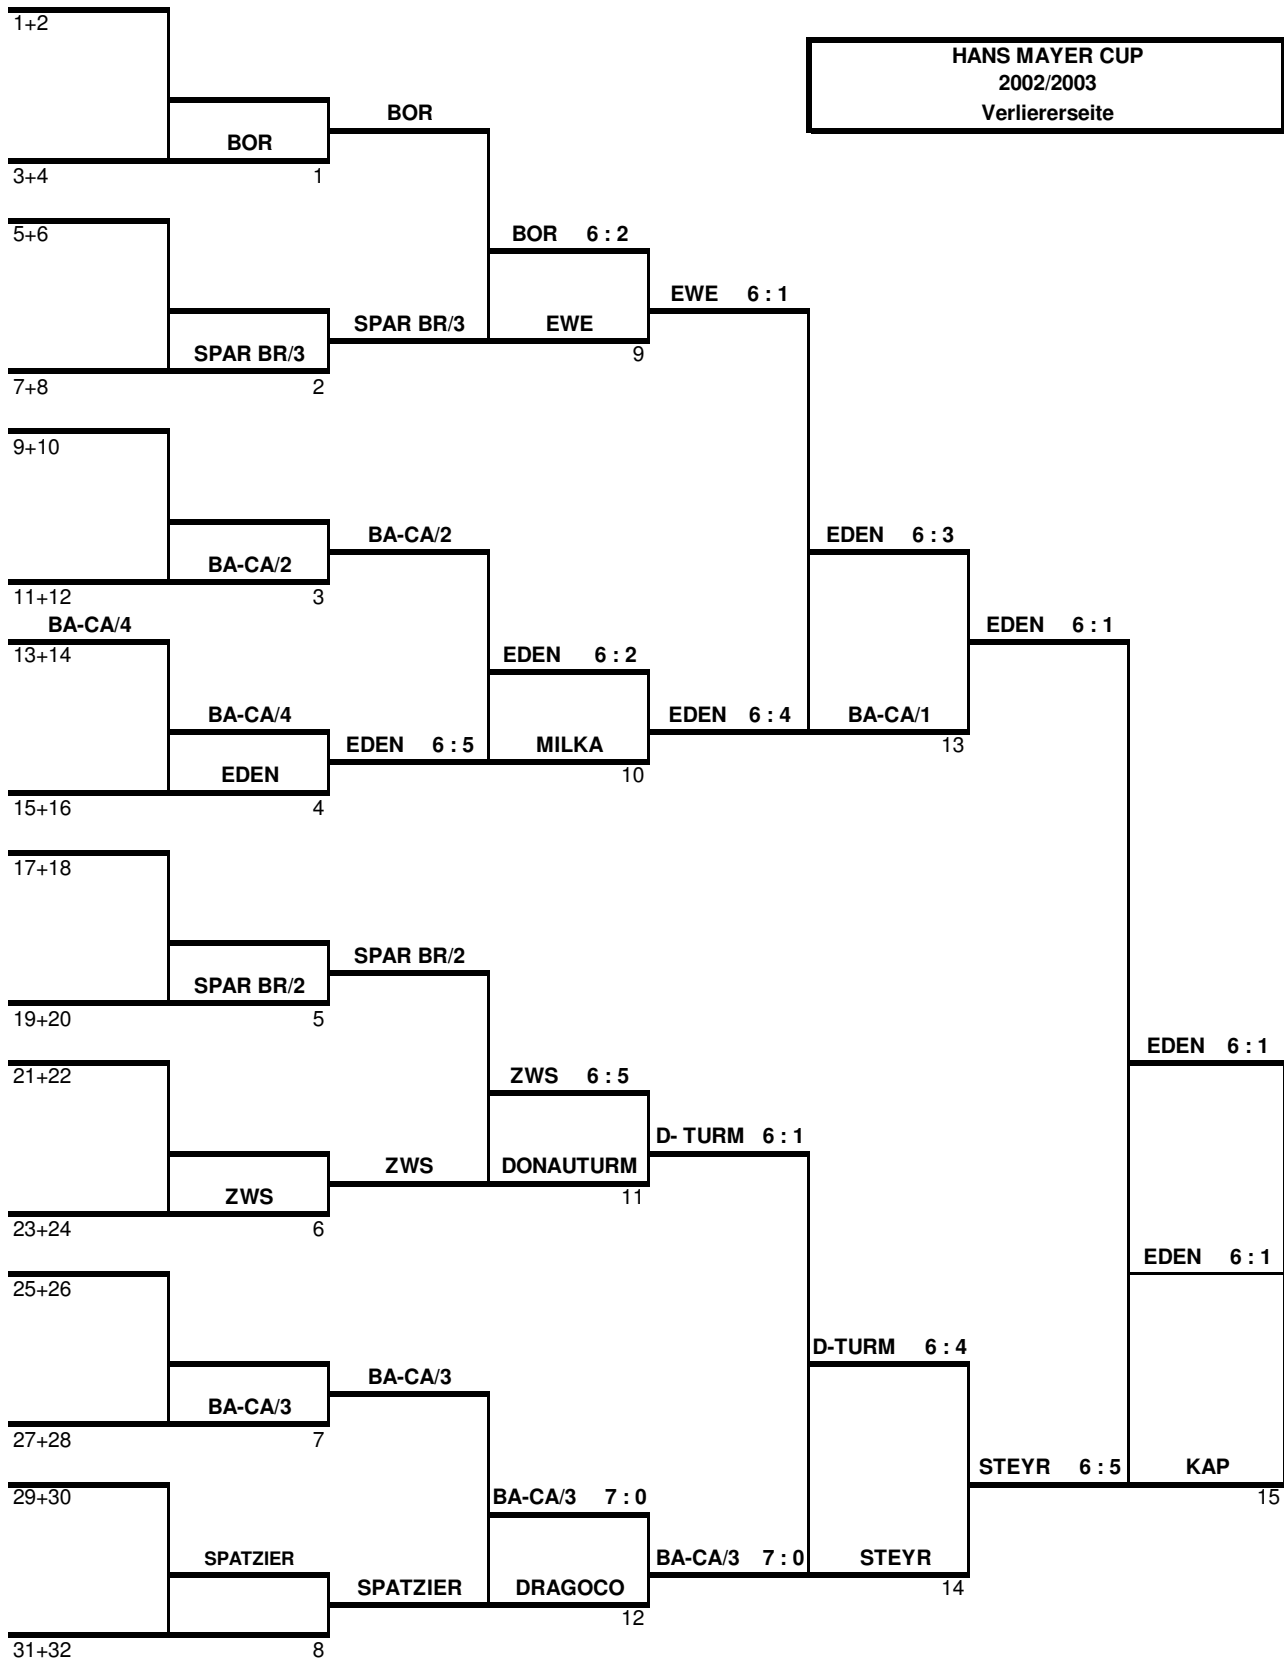 1+2
HANS MAYER CUP
2002/2003
Verliererseite
BOR
BOR
3+4 1
5+6
BOR 6 : 2
EWE 6 : 1
SPAR BR/3 EWE
SPAR BR/3 9
7+8 2
9+10
BA-CA/2 EDEN 6 : 3
BA-CA/2
11+12 3
BA-CA/4 EDEN 6 : 1
13+14 EDEN 6 : 2
BA-CA/4 EDEN 6 : 4 BA-CA/1
EDEN 6 : 5 MILKA 13
EDEN 10
15+16 4
17+18
SPAR BR/2
SPAR BR/2
19+20 5
EDEN 6 : 1
21+22 ZWS 6 : 5
D- TURM 6 : 1
ZWS DONAUTURM
ZWS 11
23+24 6
EDEN 6 : 1
25+26
D-TURM 6 : 4
BA-CA/3
BA-CA/3
27+28 7
STEYR 6 : 5 KAP
29+30 BA-CA/3 7 : 0 15
SPATZIER BA-CA/3 7 : 0 STEYR
SPATZIER DRAGOCO 14
12
31+32 8